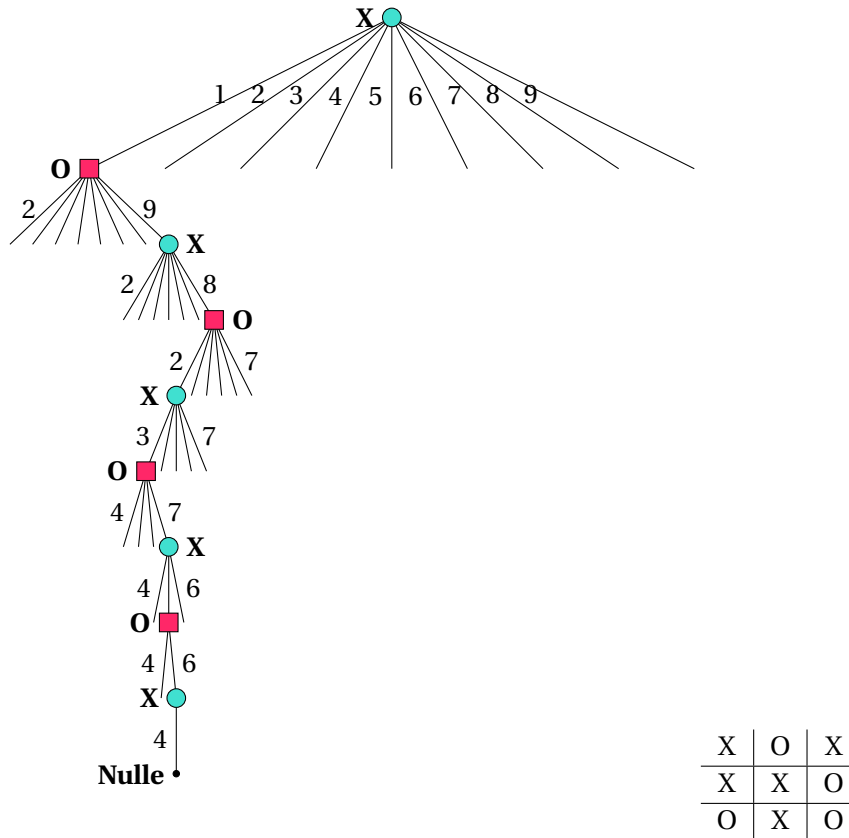 X
1 2 3 4 5 6 7 8 9
O
2 9
X
2 8
O
2 7
X
3 7
O
4 7
X
4 6
O
4 6
X
4
Nulle
X O X
X X O
O X O